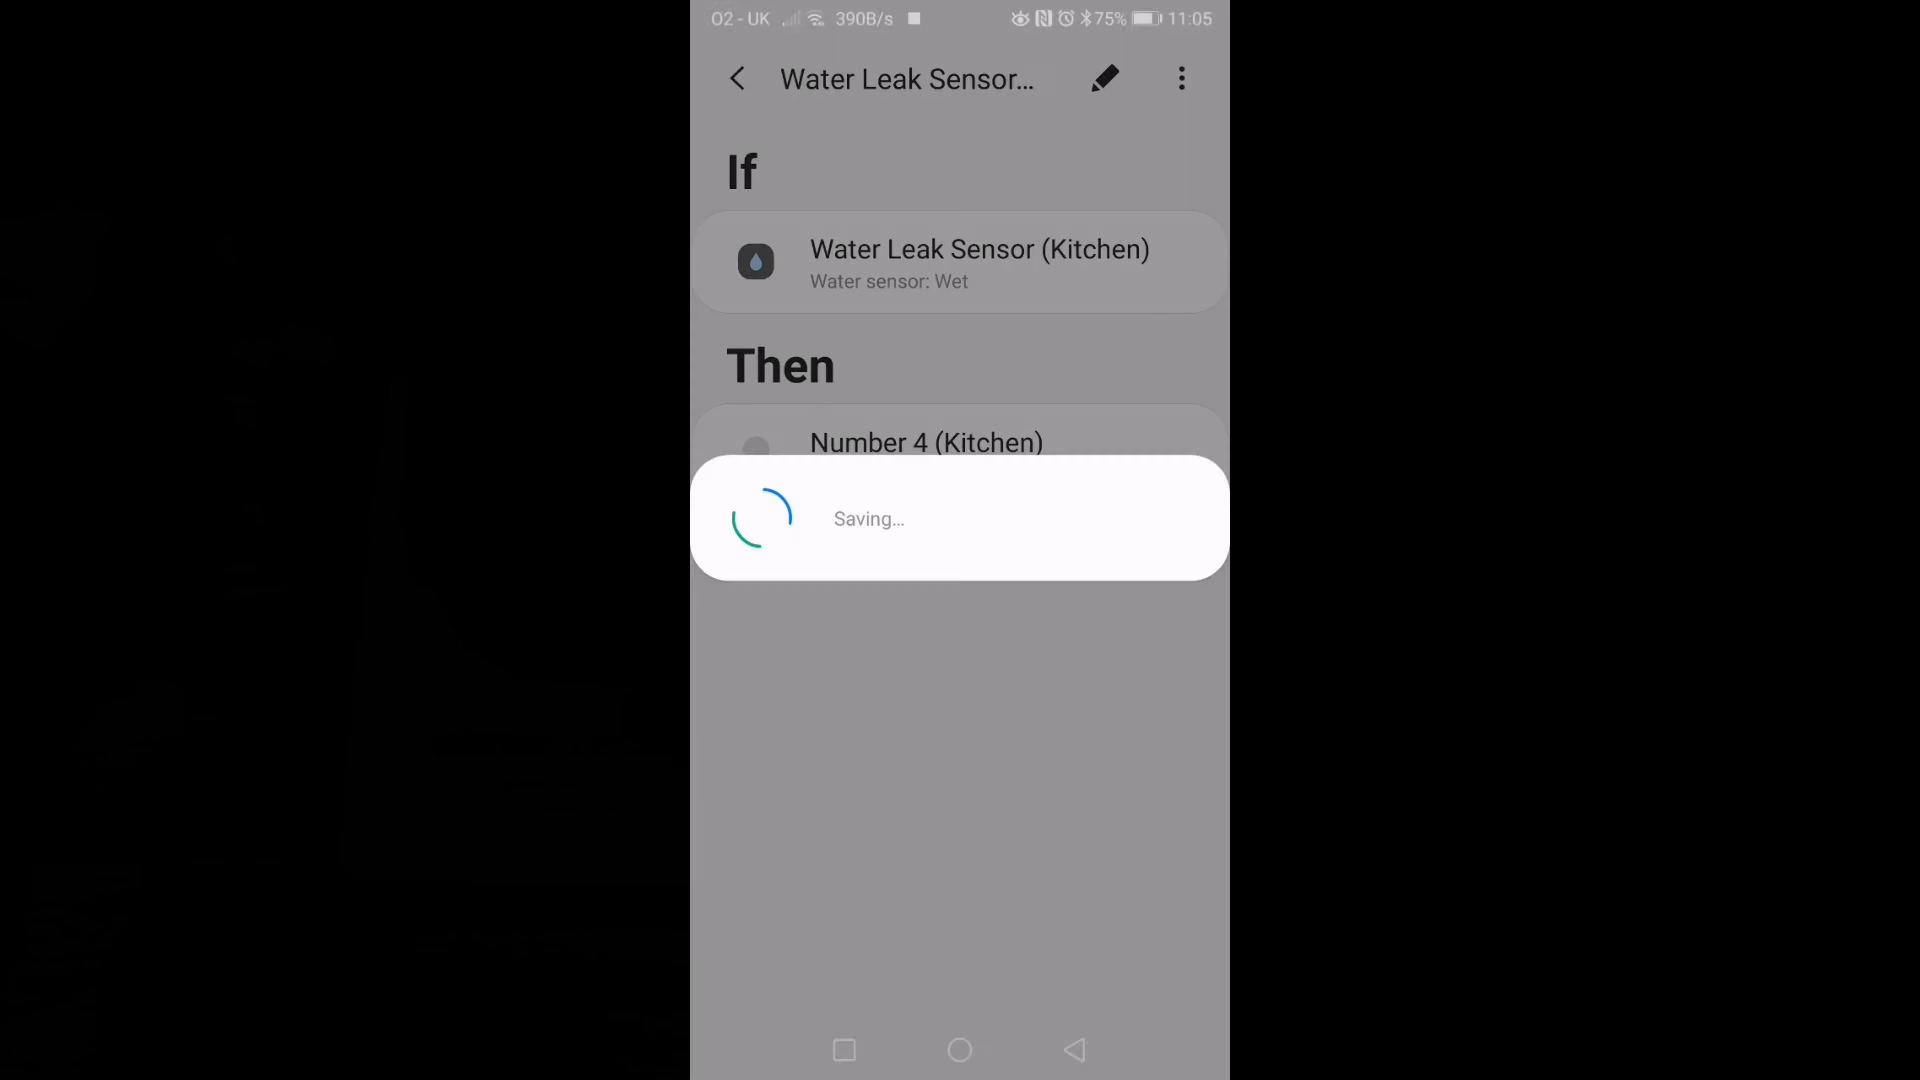 O2 - UK 390B/s 75% 11:05
Water Leak Sensor...
If
Water Leak Sensor (Kitchen)
Water sensor: Wet
Then
Number 4 (Kitchen)
Saving...